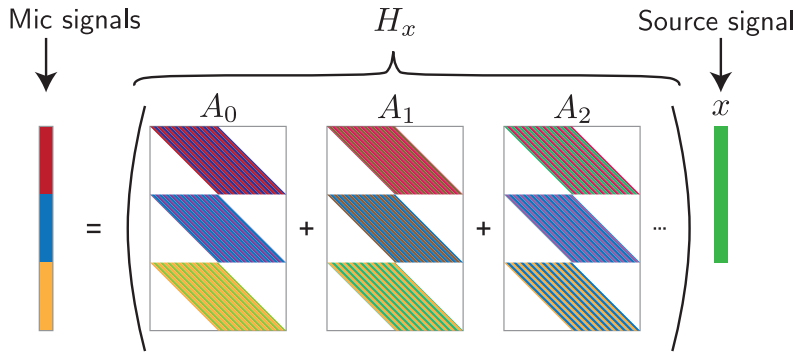 Mic signals
H_x
Source signal
A_0
A_1
A_2
x
= ( + + ... )